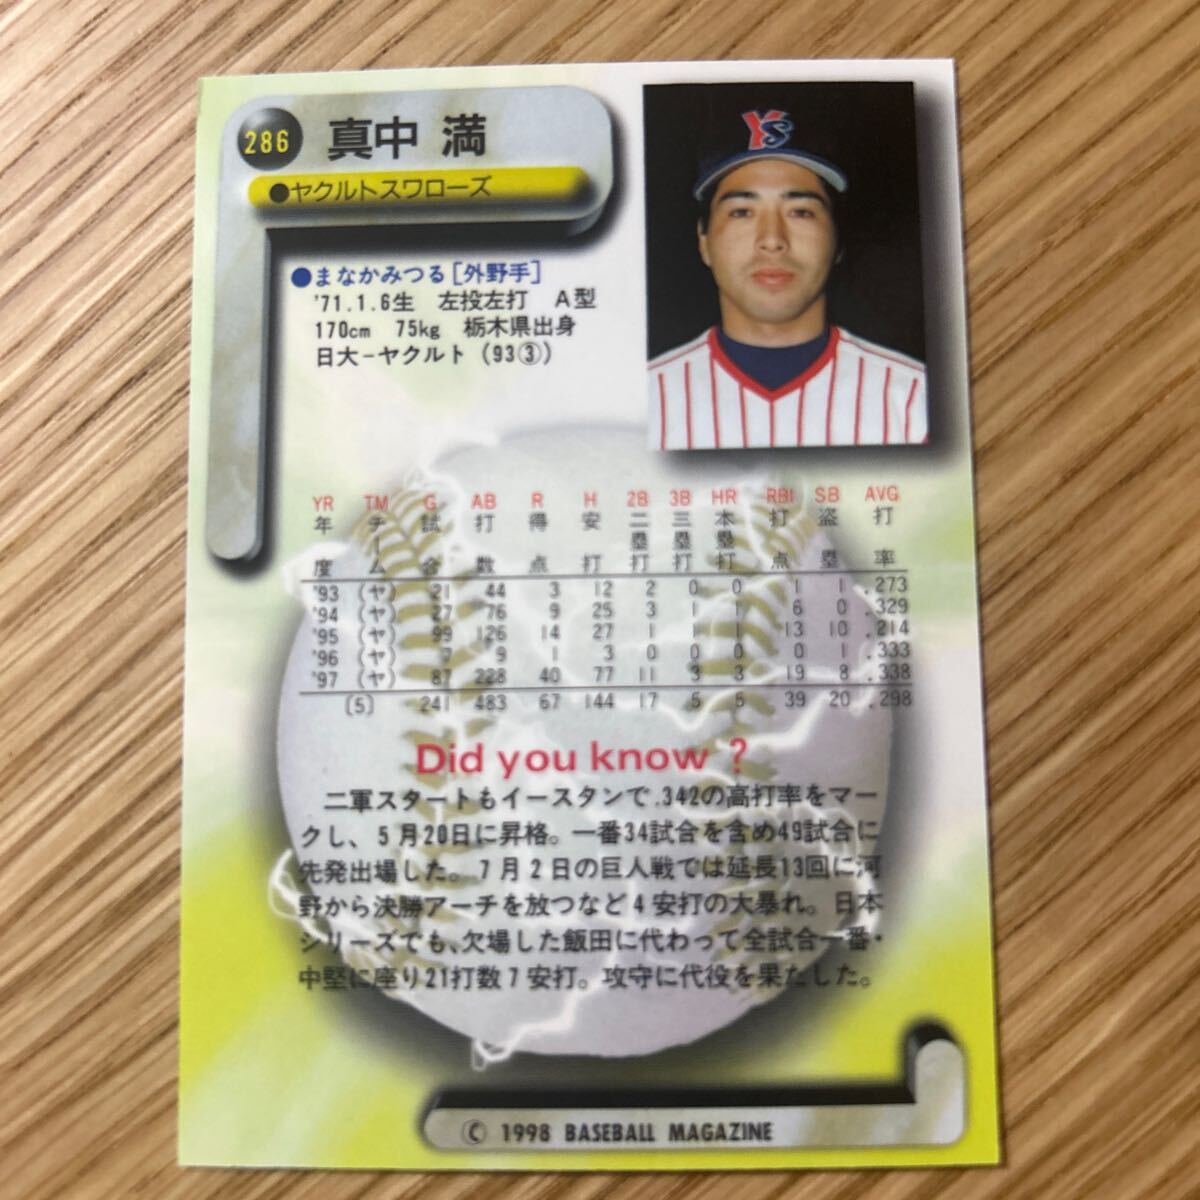 286 真中 満
●ヤクルトスワローズ
YS
●まなかみつる[外野手]
'71.1.6生 左投左打 A型
170cm 75kg 栃木県出身
日大-ヤクルト (93③)
YR TM G AB R H 2B 3B HR RBI SB AVG
年度 チーム 試合 打数 得点 安打 二塁打 三塁打 本塁打 打点 盗塁 打率
'93 (ヤ) 21 44 3 12 2 0 0 1 1 .273
'94 (ヤ) 27 76 9 25 3 1 1 6 0 .329
'95 (ヤ) 99 126 14 27 1 1 1 13 10 .214
'96 (ヤ) 7 9 1 3 0 0 0 0 1 .333
'97 (ヤ) 87 228 40 77 11 3 3 19 8 .338
(5) 241 483 67 144 17 5 5 39 20 .298
Did you know ?
二軍スタートもイースタンで.342の高打率をマー
クし、5月20日に昇格。一番34試合を含め49試合に
先発出場した。7月2日の巨人戦では延長13回に河
野から決勝アーチを放つなど4安打の大暴れ。日本
シリーズでも、欠場した飯田に代わって全試合一番・
中堅に座り21打数7安打。攻守に代役を果たした。
© 1998 BASEBALL MAGAZINE